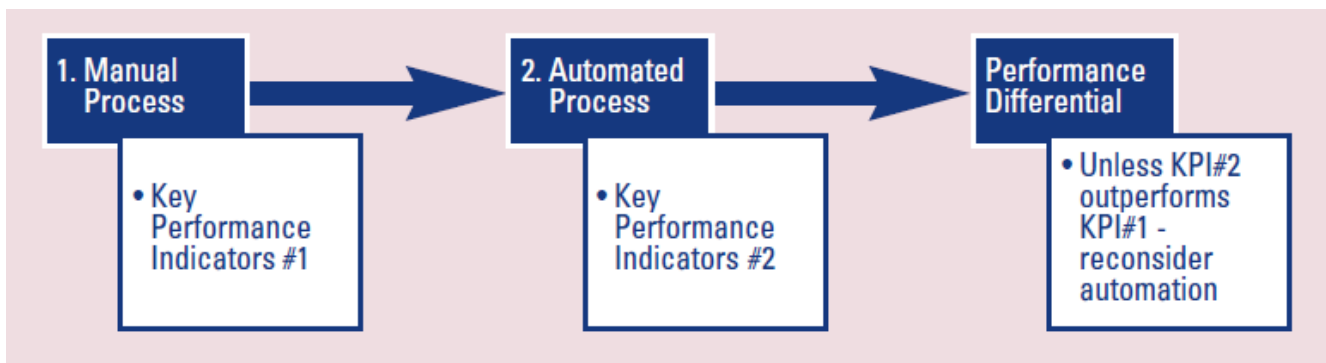 1. Manual
Process
• Key
Performance
Indicators #1
2. Automated
Process
• Key
Performance
Indicators #2
Performance
Differential
• Unless KPI#2
outperforms
KPI#1 -
reconsider
automation